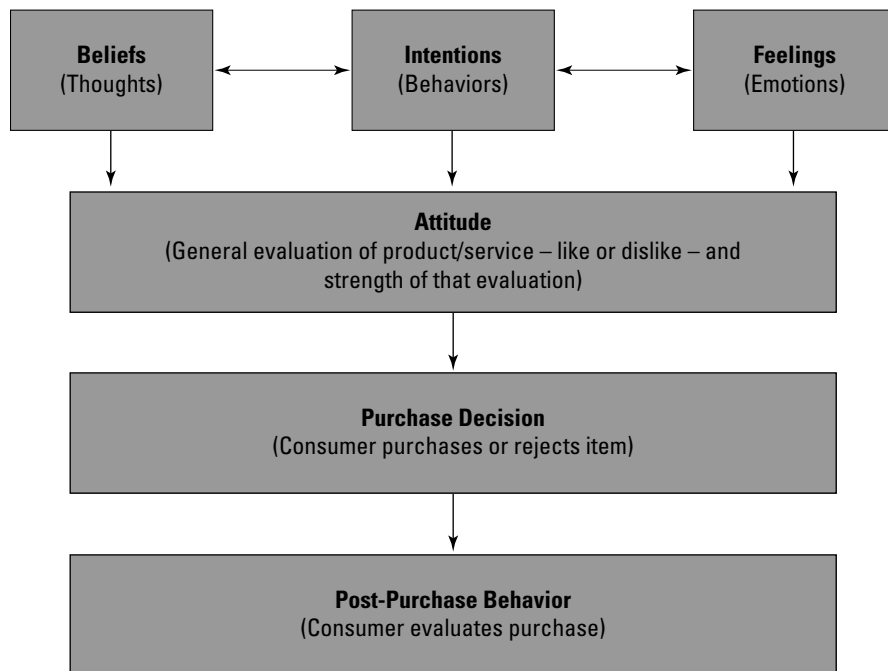 Beliefs
(Thoughts)
Intentions
(Behaviors)
Feelings
(Emotions)
Attitude
(General evaluation of product/service – like or dislike – and
strength of that evaluation)
Purchase Decision
(Consumer purchases or rejects item)
Post-Purchase Behavior
(Consumer evaluates purchase)